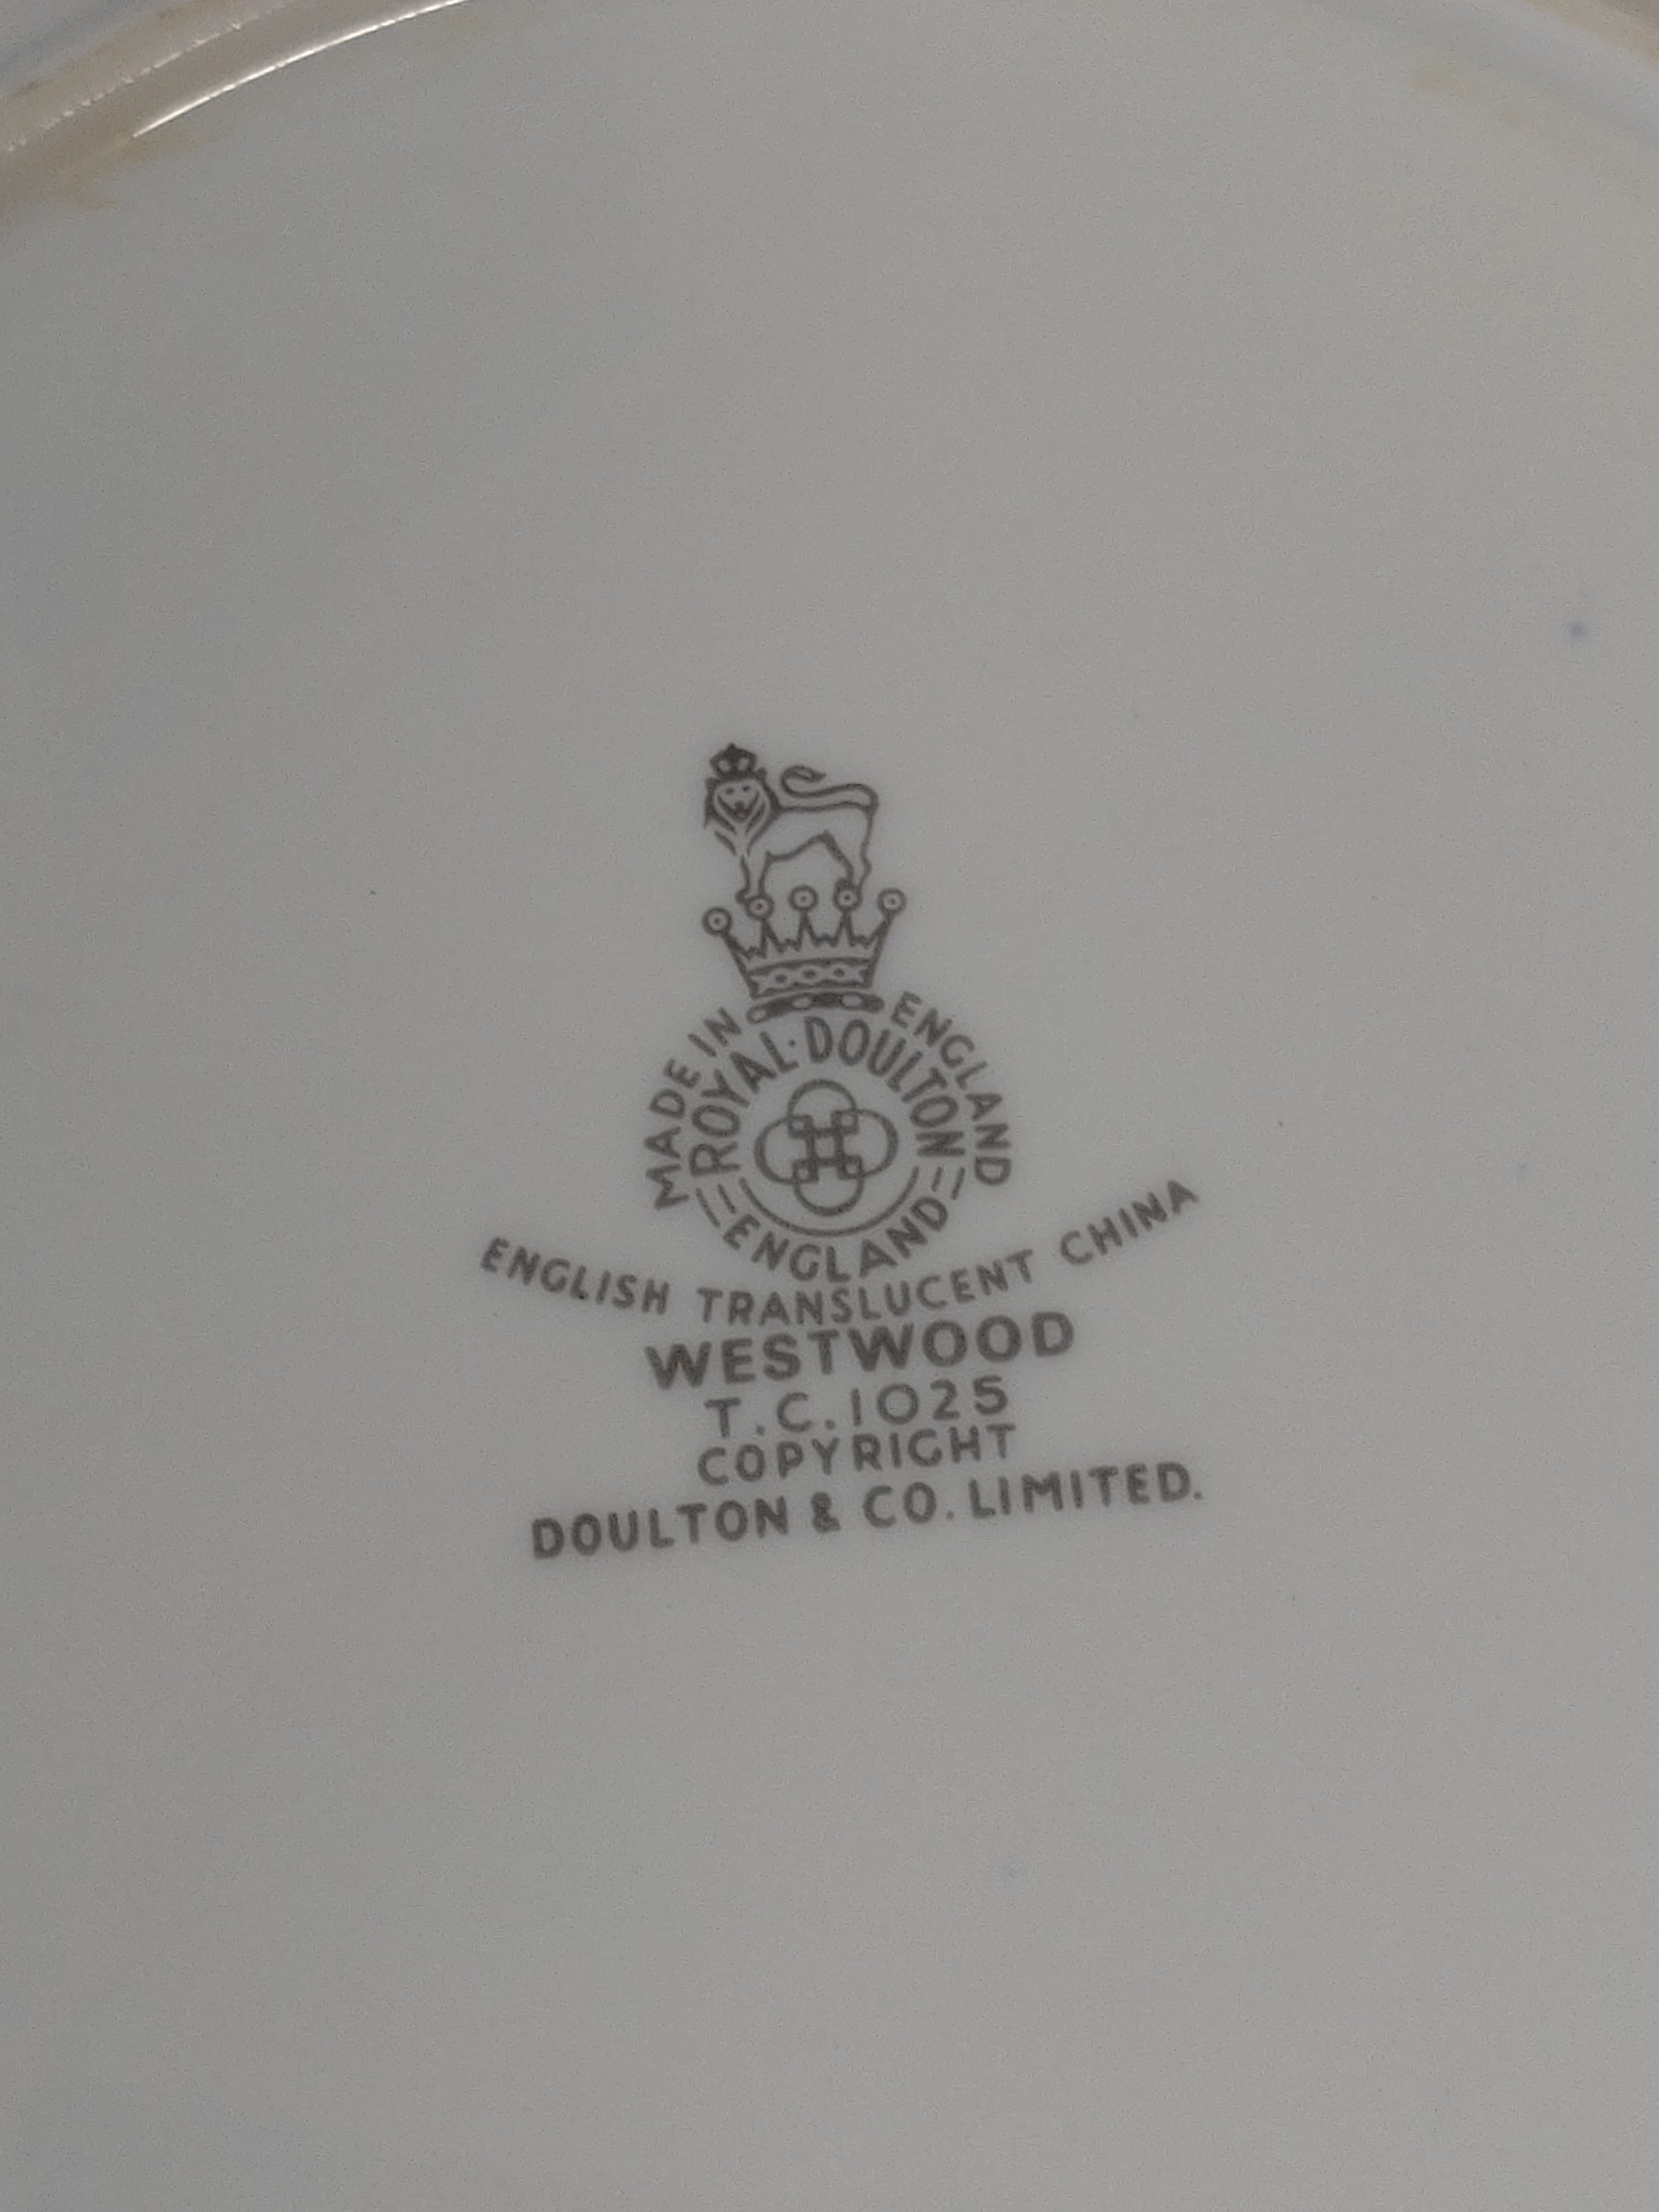 MADE IN ENGLAND
ROYAL·DOULTON
ENGLAND
ENGLISH TRANSLUCENT CHINA
WESTWOOD
T.C.1025
COPYRIGHT
DOULTON & CO. LIMITED.